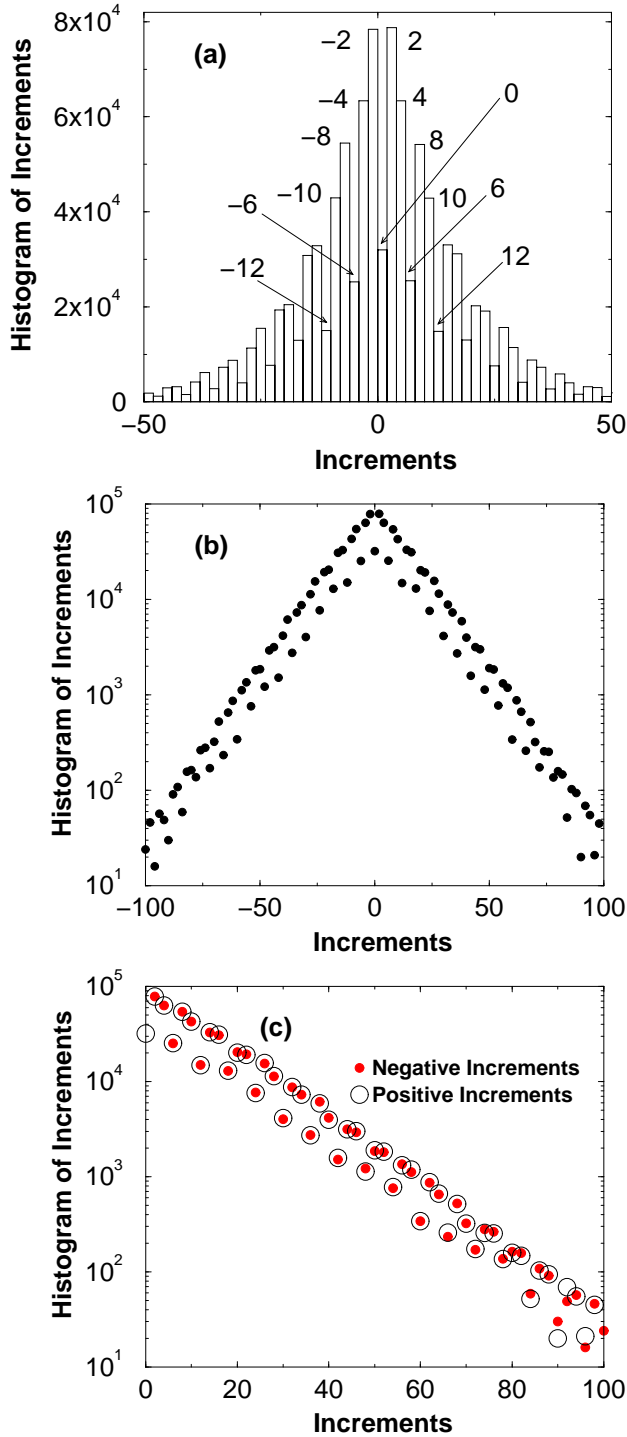 8x10⁴
6x10⁴
4x10⁴
2x10⁴
0
Histogram of Increments
(a)
−2
2
0
−4
4
−8
8
−6
6
−10
10
−12
12
−50
0
50
Increments
10⁵
10⁴
10³
10²
10¹
Histogram of Increments
(b)
−100
−50
0
50
100
Increments
10⁵
10⁴
10³
10²
10¹
Histogram of Increments
(c)
Negative Increments
Positive Increments
0
20
40
60
80
100
Increments